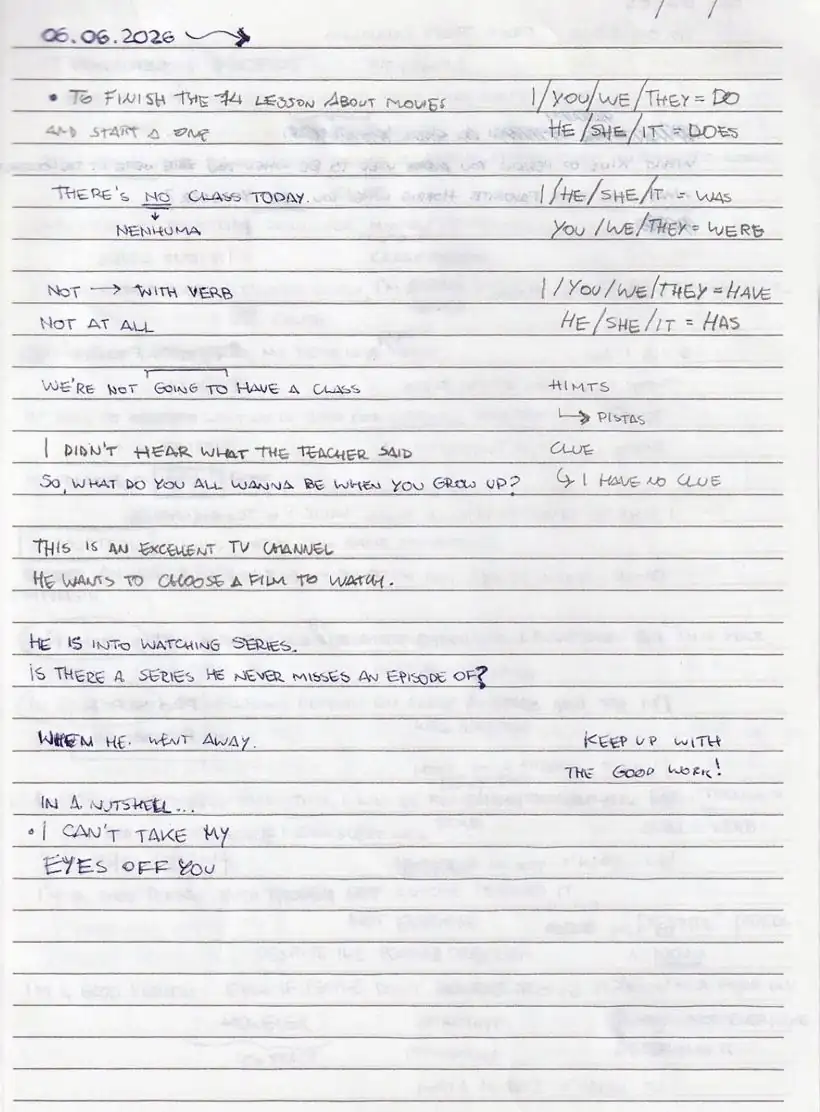 06.06.2026 →
• TO FINISH THE 14 LESSON ABOUT MOVIES
AND START A ONE
I/YOU/WE/THEY = DO
HE/SHE/IT = DOES
THERE'S NO CLASS TODAY.
↓
NENHUMA
I/HE/SHE/IT = WAS
YOU/WE/THEY = WERE
NOT → WITH VERB
NOT AT ALL
I/YOU/WE/THEY = HAVE
HE/SHE/IT = HAS
WE'RE NOT GOING TO HAVE A CLASS
HIMTS
↳ PISTAS
I DIDN'T HEAR WHAT THE TEACHER SAID
CLUE
SO, WHAT DO YOU ALL WANNA BE WHEN YOU GROW UP?
↳ I HAVE NO CLUE
THIS IS AN EXCELLENT TV CHANNEL
HE WANTS TO CHOOSE A FILM TO WATCH.
HE IS INTO WATCHING SERIES.
IS THERE A SERIES HE NEVER MISSES AN EPISODE OF?
WHEM HE. WENT AWAY.
KEEP UP WITH
THE GOOD WORK!
IN A NUTSHELL...
• I CAN'T TAKE MY
EYES OFF YOU